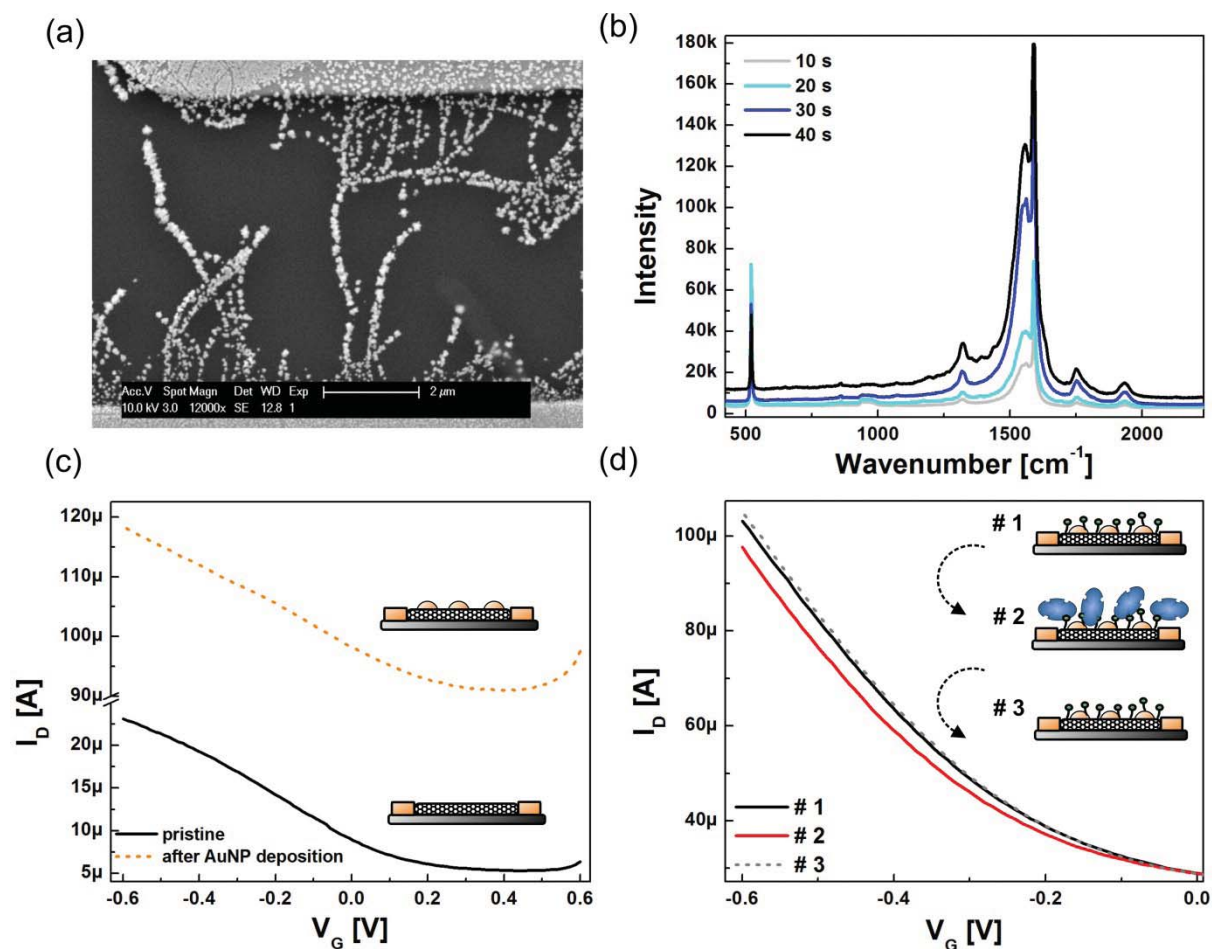 (a)
Acc.V Spot Magn Det WD Exp
10.0 kV 3.0 12000x SE 12.8 1
2 µm
(b)
180k
160k
140k
120k
100k
80k
60k
40k
20k
0
Intensity
10 s
20 s
30 s
40 s
500 1000 1500 2000
Wavenumber [cm⁻¹]
(c)
120µ
110µ
100µ
90µ
20µ
15µ
10µ
5µ
I_D [A]
pristine
after AuNP deposition
-0.6 -0.4 -0.2 0.0 0.2 0.4 0.6
V_G [V]
(d)
100µ
80µ
60µ
40µ
I_D [A]
# 1
# 2
# 3
# 1
# 2
# 3
-0.6 -0.4 -0.2 0.0
V_G [V]